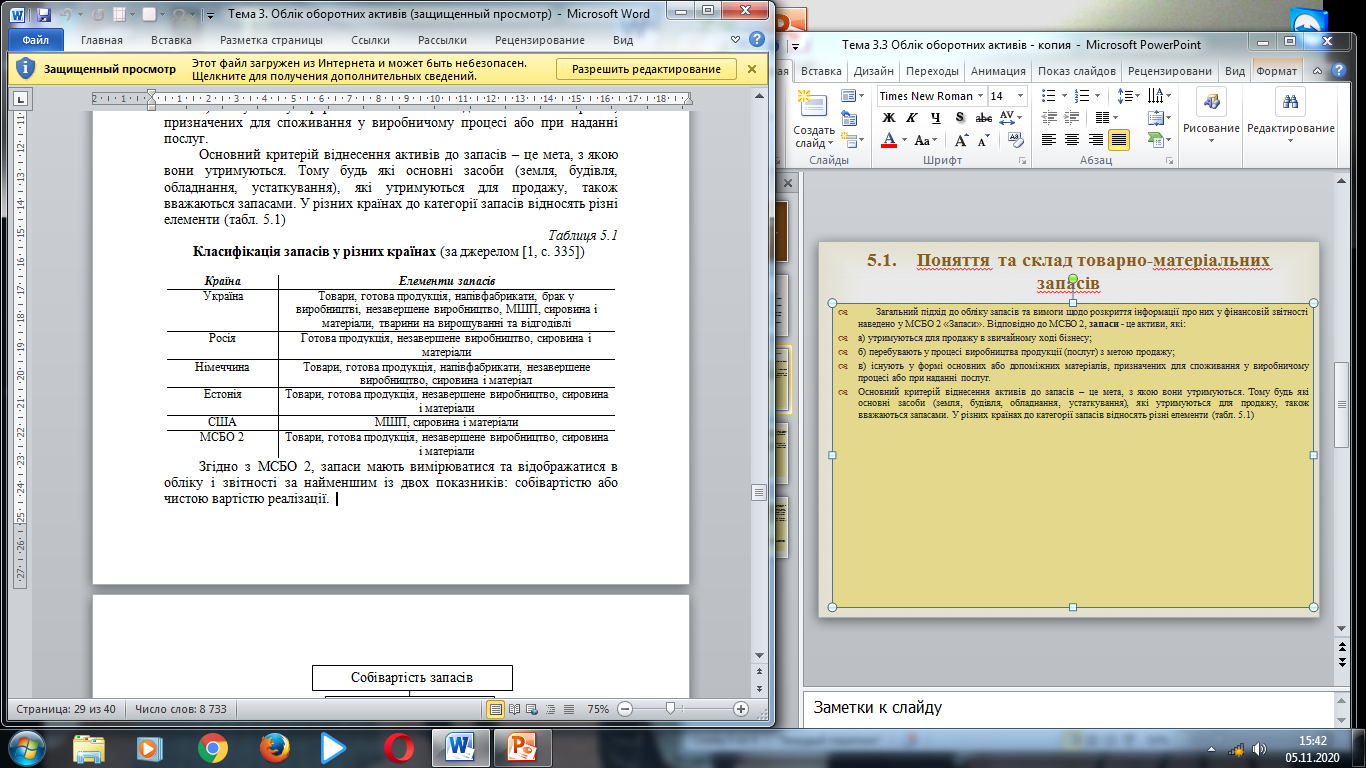 Тема 3. Облік оборотних активів (защищенный просмотр) - Microsoft Word
Файл Главная Вставка Разметка страницы Ссылки Рассылки Рецензирование Вид
Защищенный просмотр
Этот файл загружен из Интернета и может быть небезопасен.
Щелкните для получения дополнительных сведений.
Разрешить редактирование
призначених для споживання у виробничому процесі або при наданні
послуг.
Основний критерій віднесення активів до запасів – це мета, з якою
вони утримуються. Тому будь які основні засоби (земля, будівля,
обладнання, устаткування), які утримуються для продажу, також
вважаються запасами. У різних країнах до категорії запасів відносять різні
елементи (табл. 5.1)
Таблиця 5.1
Класифікація запасів у різних країнах (за джерелом [1, с. 335])
Країна Елементи запасів
Україна Товари, готова продукція, напівфабрикати, брак у
виробництві, незавершене виробництво, МШП, сировина і
матеріали, тварини на вирощуванні та відгодівлі
Росія Готова продукція, незавершене виробництво, сировина і
матеріали
Німеччина Товари, готова продукція, напівфабрикати, незавершене
виробництво, сировина і матеріал
Естонія Товари, готова продукція, незавершене виробництво, сировина
і матеріали
США МШП, сировина і матеріали
МСБО 2 Товари, готова продукція, незавершене виробництво, сировина
і матеріали
Згідно з МСБО 2, запаси мають вимірюватися та відображатися в
обліку і звітності за найменшим із двох показників: собівартістю або
чистою вартістю реалізації.
Собівартість запасів
Страница: 29 из 40 Число слов: 8 733 75%
Тема 3.3 Облік оборотних активів - копия - Microsoft PowerPoint
Вставка Дизайн Переходы Анимация Показ слайдов Рецензировани Вид Формат
Times New Roman 14
Создать
слайд
Рисование Редактирование
Слайды Шрифт Абзац
5.1. Поняття та склад товарно-матеріальних
запасів
Загальний підхід до обліку запасів та вимоги щодо розкриття інформації про них у фінансовій звітності
наведено у МСБО 2 «Запаси». Відповідно до МСБО 2, запаси - це активи, які:
а) утримуються для продажу в звичайному ході бізнесу;
б) перебувають у процесі виробництва продукції (послуг) з метою продажу;
в) існують у формі основних або допоміжних матеріалів, призначених для споживання у виробничому
процесі або при наданні послуг.
Основний критерій віднесення активів до запасів – це мета, з якою вони утримуються. Тому будь які
основні засоби (земля, будівля, обладнання, устаткування), які утримуються для продажу, також
вважаються запасами. У різних країнах до категорії запасів відносять різні елементи (табл. 5.1)
Заметки к слайду
15:42
05.11.2020